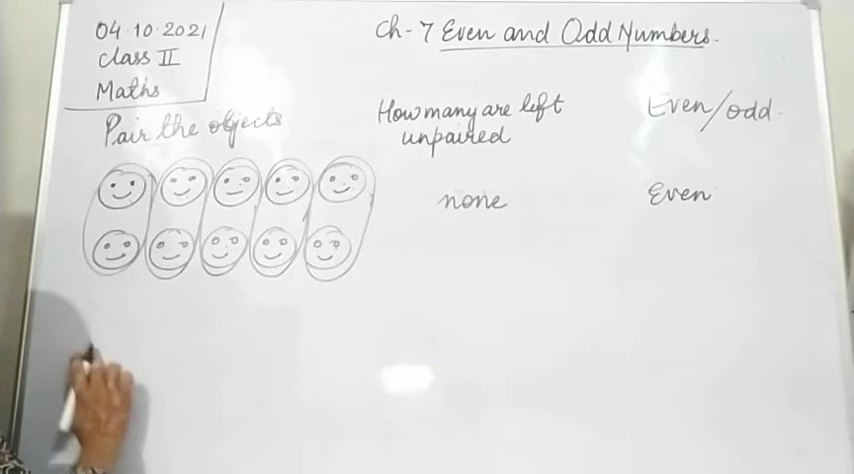 04.10.2021
Class II
Maths
Ch-7 Even and Odd Numbers.
Pair the objects
How many are left
unpaired
Even/odd.
none
Even